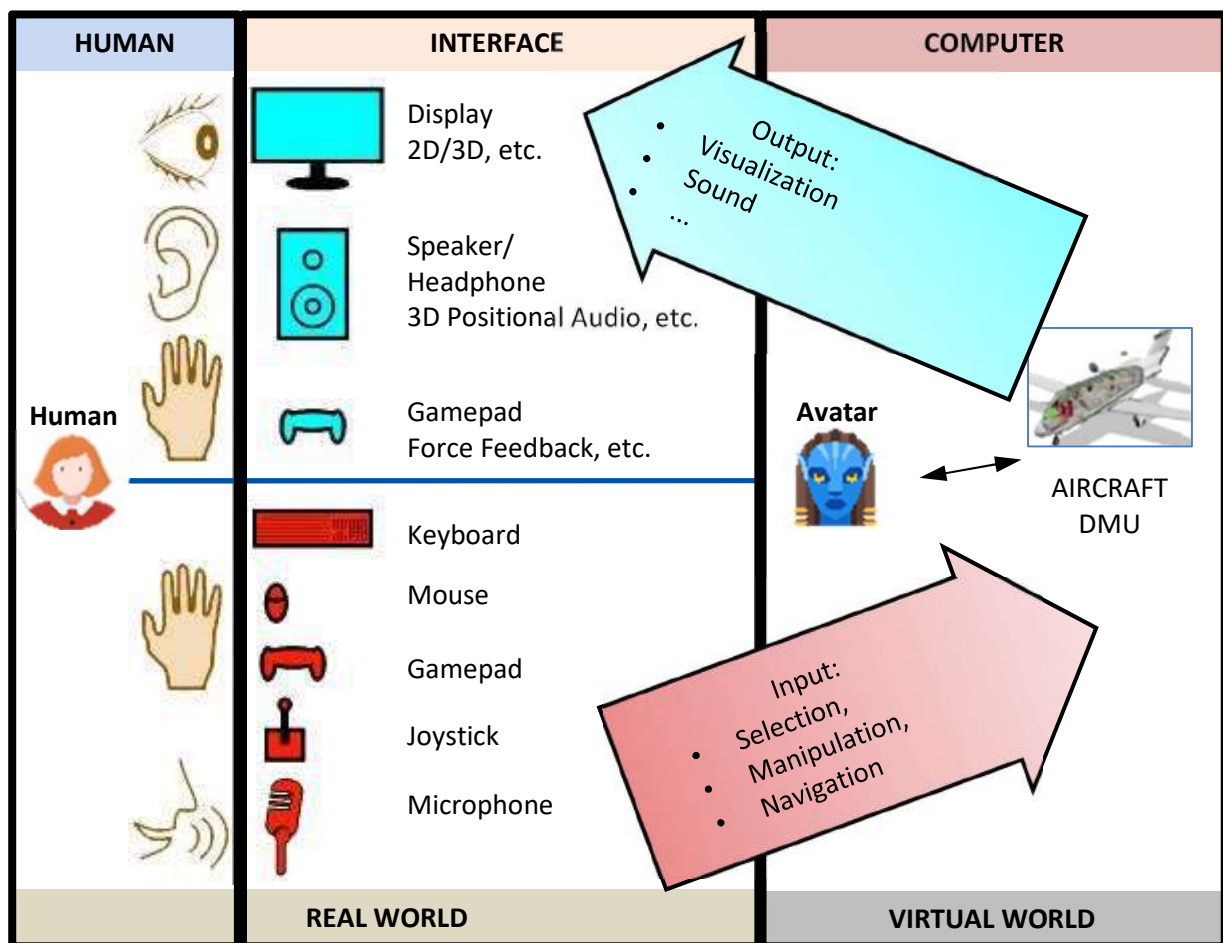 HUMAN
INTERFACE
COMPUTER
Display
2D/3D, etc.
Output:
• Visualization
• Sound
• ...
Speaker/
Headphone
3D Positional Audio, etc.
Human
Gamepad
Force Feedback, etc.
Avatar
AIRCRAFT
DMU
Keyboard
Mouse
Gamepad
Joystick
Microphone
Input:
• Selection,
• Manipulation,
• Navigation
REAL WORLD
VIRTUAL WORLD